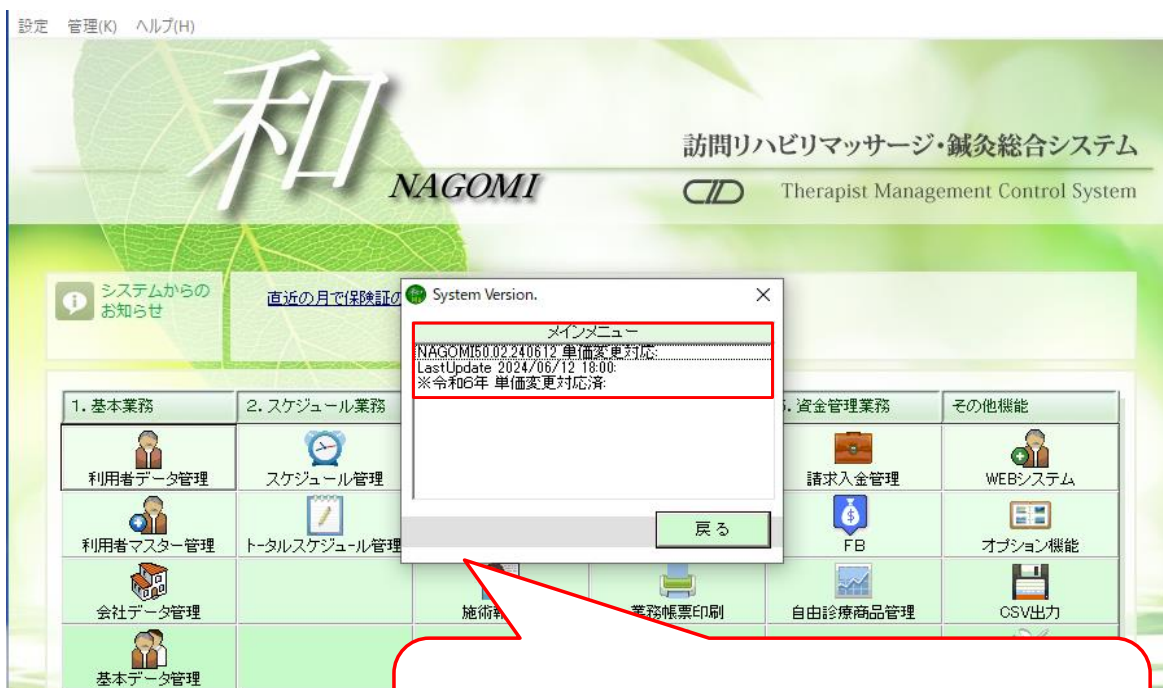 設定 管理(K) ヘルプ(H)
和
NAGOMI
訪問リハビリマッサージ・鍼灸総合システム
Therapist Management Control System
システムからの
お知らせ
直近の月で保険証の
System Version.
メインメニュー
NAGOMI50.02.240612 単価変更対応:
LastUpdate 2024/06/12 18:00:
※令和6年 単価変更対応済:
戻る
1. 基本業務 2. スケジュール業務 資金管理業務 その他機能
利用者データ管理 スケジュール管理 請求入金管理 WEBシステム
利用者マスター管理 トータルスケジュール管理 FB オプション機能
会社データ管理 施術 業務帳票印刷 自由診療商品管理 CSV出力
基本データ管理